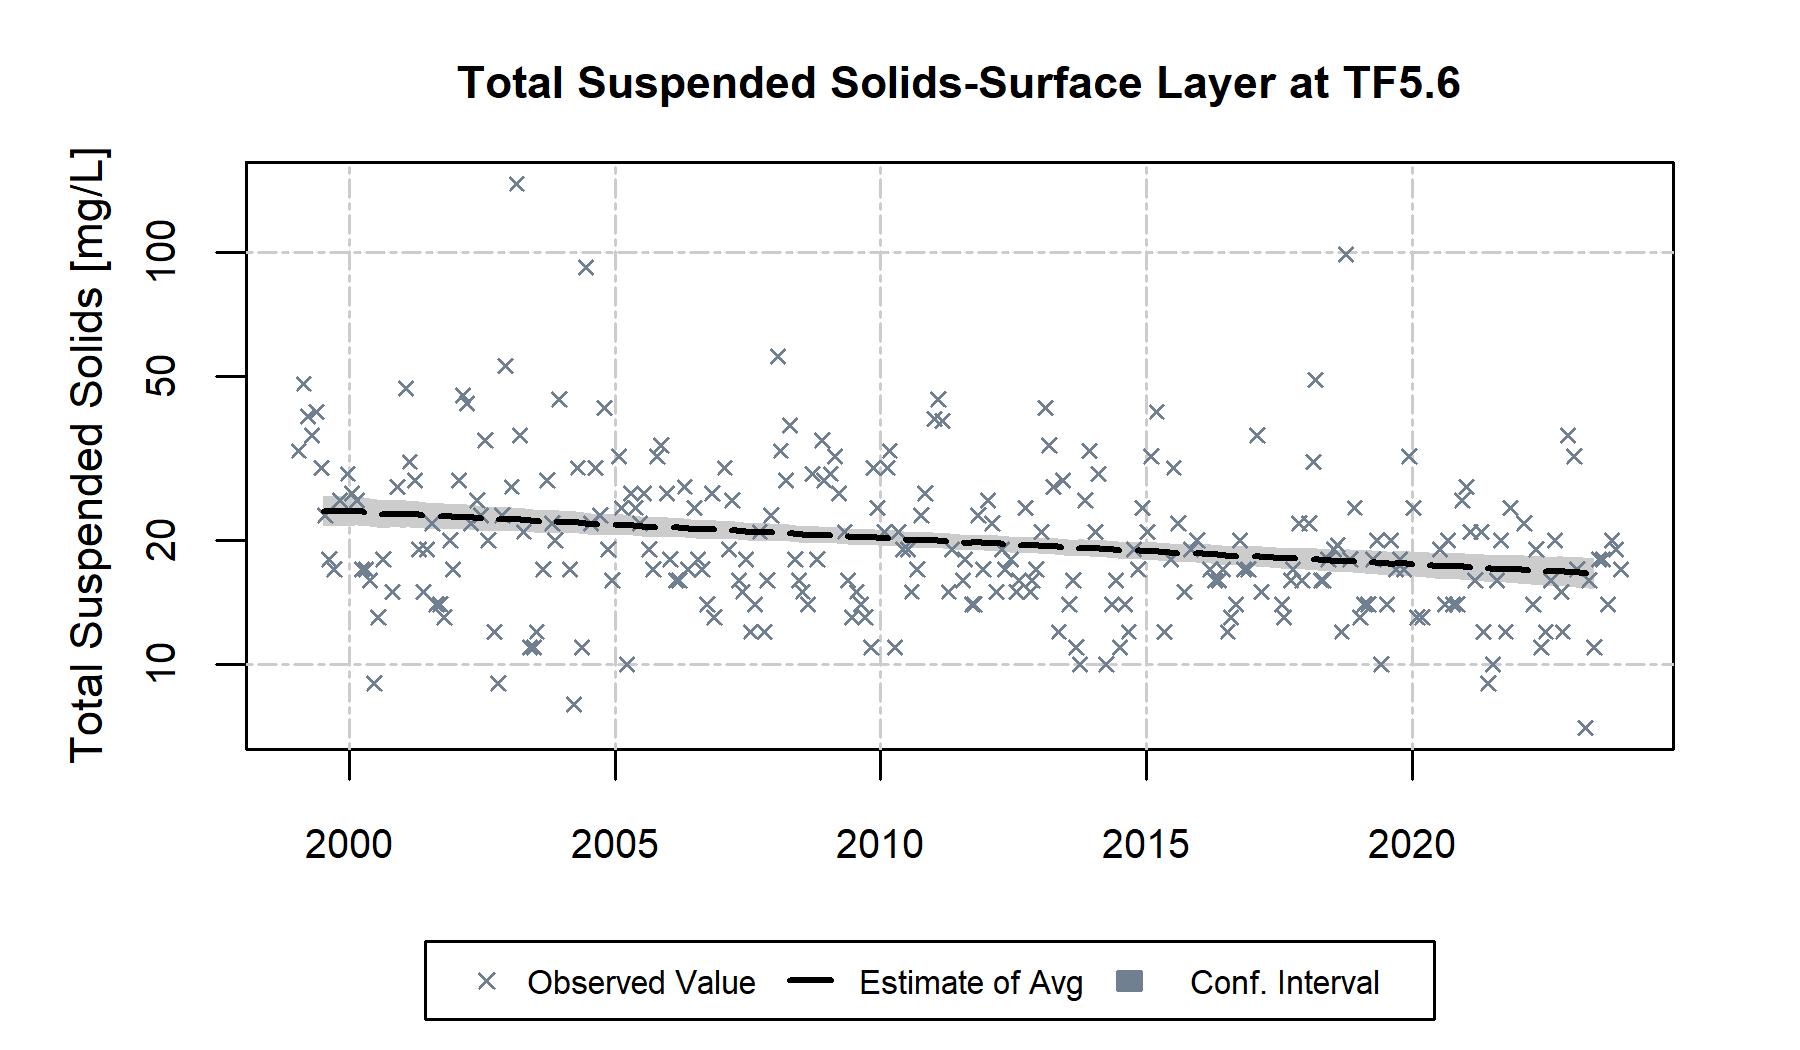 Total Suspended Solids-Surface Layer at TF5.6
Total Suspended Solids [mg/L]
100
50
20
10
2000
2005
2010
2015
2020
Observed Value
Estimate of Avg
Conf. Interval